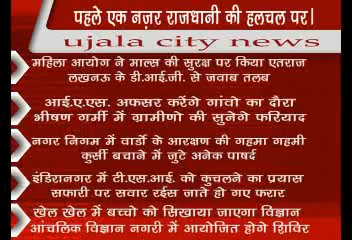 पहले एक नज़र राजधानी की हलचल पर।
ujala city news
महिला आयोग ने माल्स की सुरक्ष पर किया एतराज
लखनऊ के डी.आई.जी. से जवाब तलब
आई.ए.एस. अफसर करेंगे गांवो का दौरा
भीषण गर्मी में ग्रामीणो की सुनेगे फरियाद
नगर निगम में वार्डो के आरक्षण की गहमा गहमी
कुर्सी बचाने में जुटे अनेक पार्षद
इंदिरानगर में टी.एस.आई. को कुचलने का प्रयास
सफारी पर सवार रईस जाते हो गए फरार
खेल खेल में बच्चो को सिखाया जाएगा विज्ञान
आंचलिक विज्ञान नगरी में आयोजित होगे शिविर